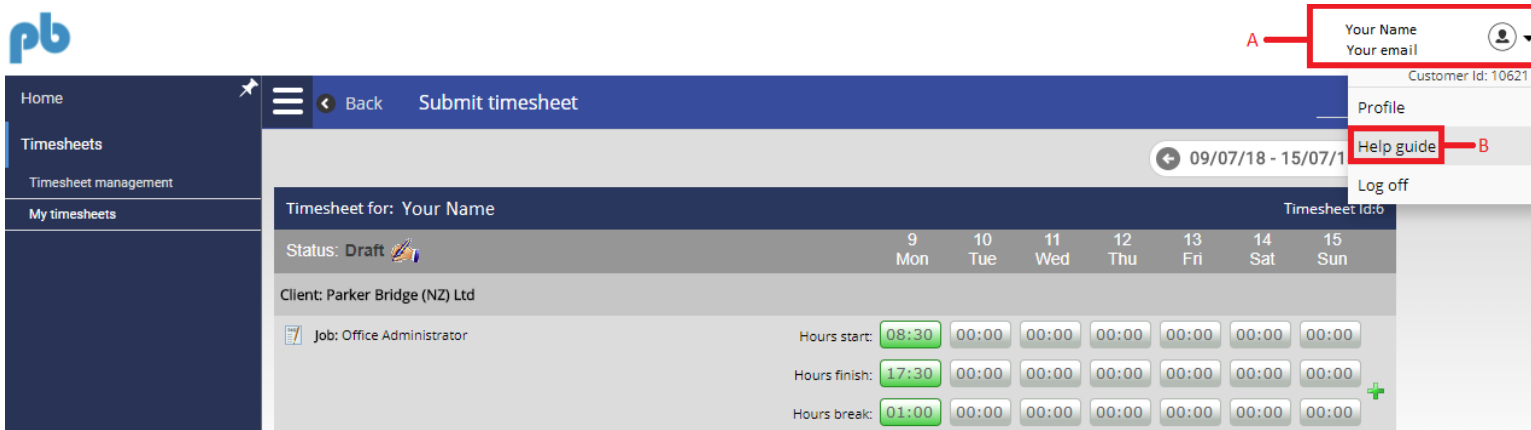 pb
A
Your Name
Your email
Customer Id: 10621
Home
Back Submit timesheet
Profile
Timesheets
Help guide B
09/07/18 - 15/07/1
Timesheet management
Log off
My timesheets
Timesheet for: Your Name Timesheet Id:6
Status: Draft 9 10 11 12 13 14 15
Mon Tue Wed Thu Fri Sat Sun
Client: Parker Bridge (NZ) Ltd
Job: Office Administrator Hours start: 08:30 00:00 00:00 00:00 00:00 00:00 00:00
Hours finish: 17:30 00:00 00:00 00:00 00:00 00:00 00:00
Hours break: 01:00 00:00 00:00 00:00 00:00 00:00 00:00